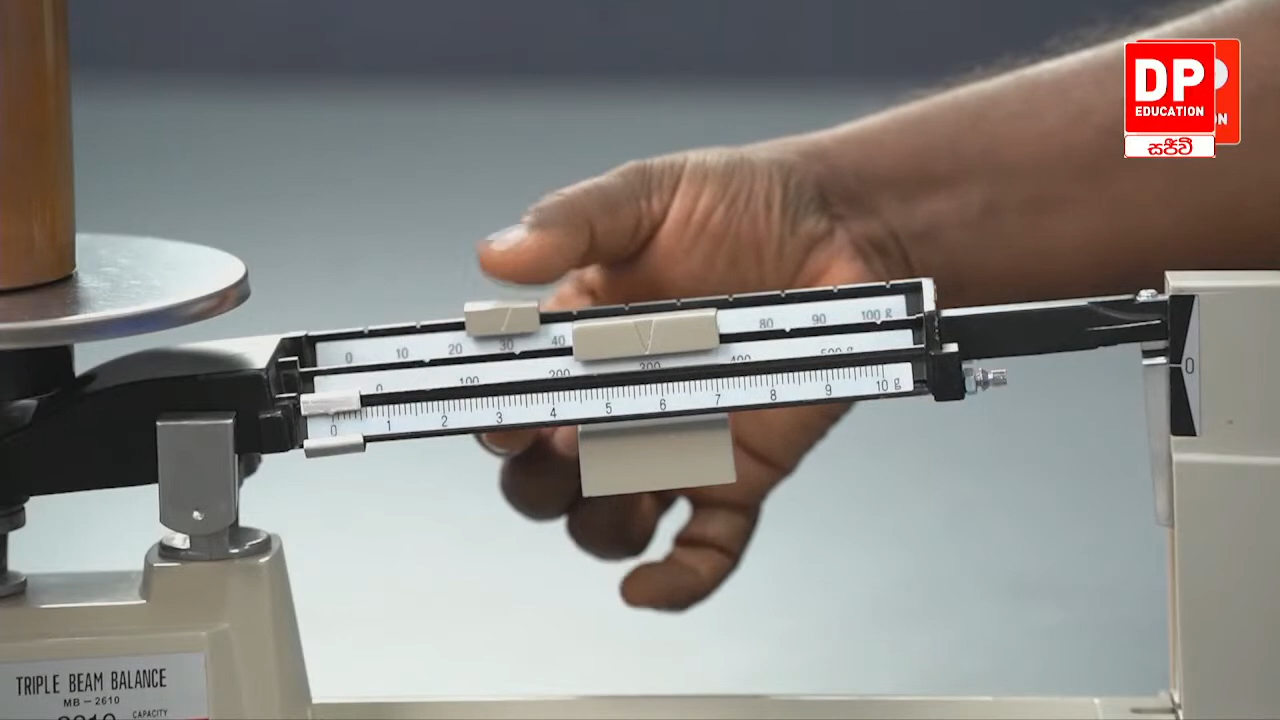 DP
EDUCATION
සජීවී
0 10 20 30 40 80 90 100 g
0 100 200 300 400 500 g
0 1 2 3 4 5 6 7 8 9 10 g
0
TRIPLE BEAM BALANCE
MB-2610
CAPACITY